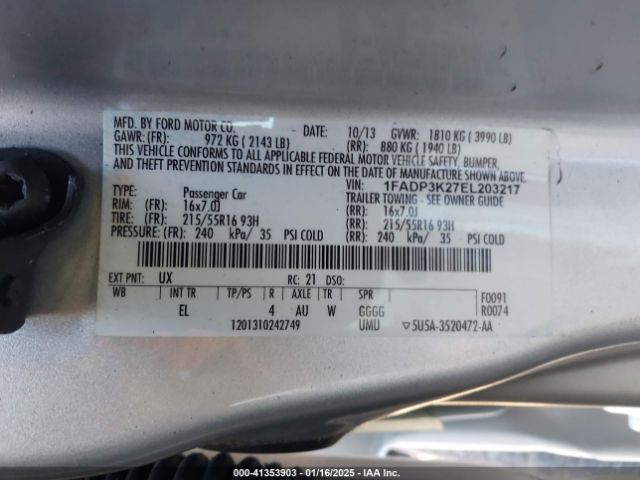 MFD. BY FORD MOTOR CO.
DATE: 10/13 GVWR: 1810 KG ( 3990 LB)
GAWR: (FR): 972 KG ( 2143 LB) (RR): 880 KG ( 1940 LB)
THIS VEHICLE CONFORMS TO ALL APPLICABLE FEDERAL MOTOR VEHICLE SAFETY, BUMPER,
AND THEFT PREVENTION STANDARDS IN EFFECT ON THE DATE OF MANUFACTURE SHOWN ABOVE.
VIN: 1FADP3K27EL203217
TYPE: Passenger Car TRAILER TOWING - SEE OWNER GUIDE
RIM: (FR): 16x7.0J (RR): 16x7.0J
TIRE: (FR): 215/55R16 93H (RR): 215/55R16 93H
PRESSURE: (FR): 240 kPa/ 35 PSI COLD (RR): 240 kPa/ 35 PSI COLD
EXT PNT: UX RC: 21 DSO:
WB INT TR TP/PS R AXLE TR SPR F0091
EL 4 AU W GGGG R0074
1201310242749 UMU ▽5U5A-3520472-AA
000-41353903 — 01/16/2025 — IAA Inc.